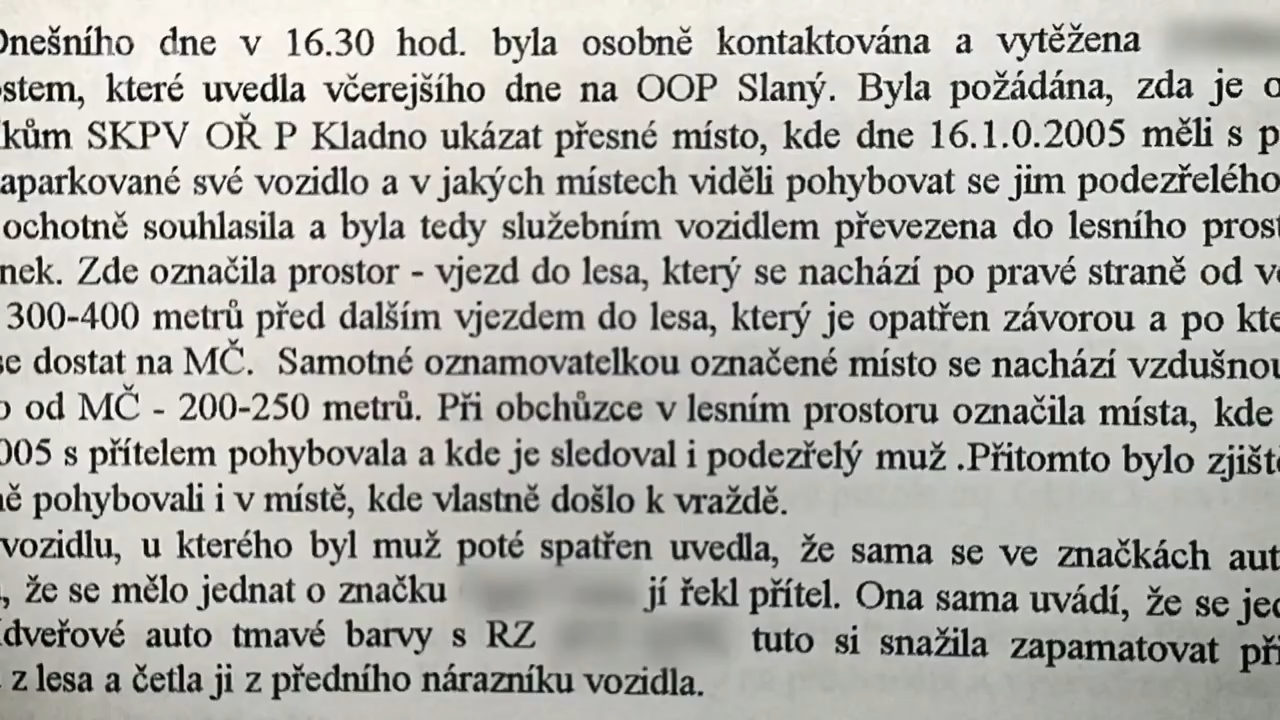 Dnešního dne v 16.30 hod. byla osobně kontaktována a vytěžena
stem, které uvedla včerejšího dne na OOP Slaný. Byla požádána, zda je o
kům SKPV OŘ P Kladno ukázat přesné místo, kde dne 16.1.0.2005 měli s p
aparkované své vozidlo a v jakých místech viděli pohybovat se jim podezřelého
ochotně souhlasila a byla tedy služebním vozidlem převezena do lesního prost
nek. Zde označila prostor - vjezd do lesa, který se nachází po pravé straně od v
300-400 metrů před dalším vjezdem do lesa, který je opatřen závorou a po kte
se dostat na MČ. Samotné oznamovatelkou označené místo se nachází vzdušnou
o od MČ - 200-250 metrů. Při obchůzce v lesním prostoru označila místa, kde
005 s přítelem pohybovala a kde je sledoval i podezřelý muž .Přitomto bylo zjiště
ně pohybovali i v místě, kde vlastně došlo k vraždě.
vozidlu, u kterého byl muž poté spatřen uvedla, že sama se ve značkách aut
, že se mělo jednat o značku jí řekl přítel. Ona sama uvádí, že se jed
dveřové auto tmavé barvy s RZ tuto si snažila zapamatovat při
z lesa a četla ji z předního nárazníku vozidla.